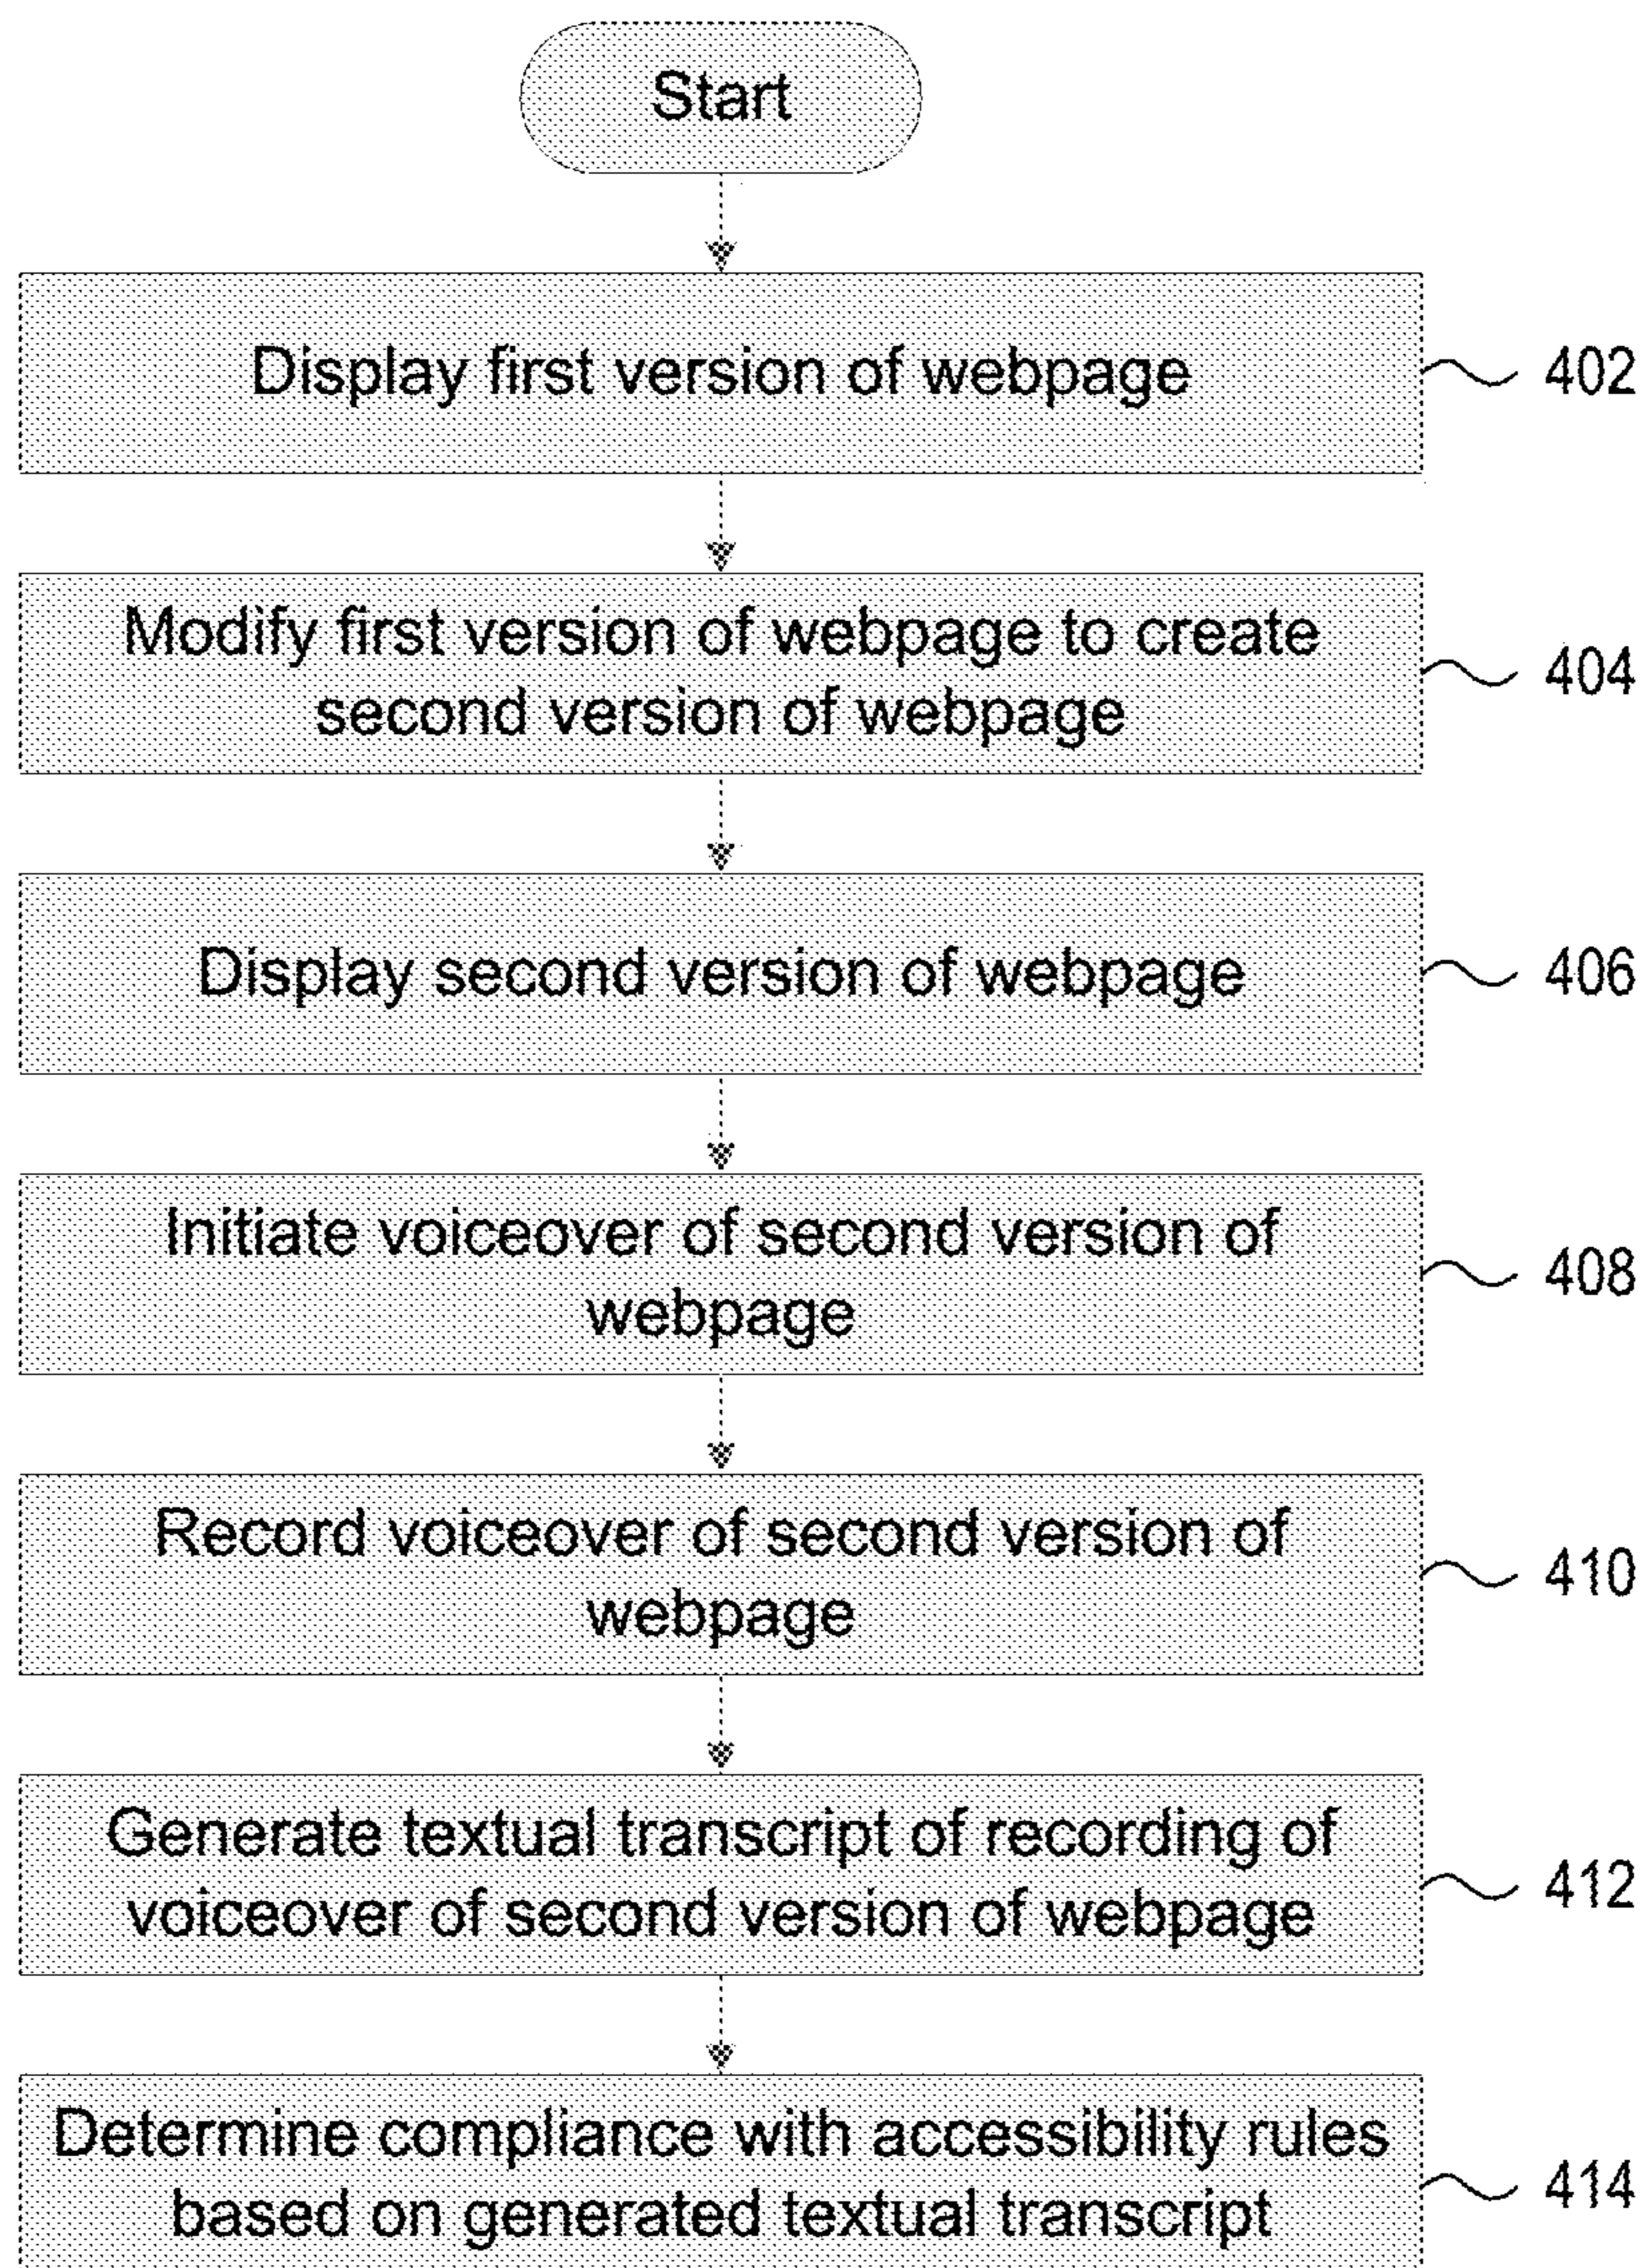 Start
Display first version of webpage
402
Modify first version of webpage to create
second version of webpage
404
Display second version of webpage
406
Initiate voiceover of second version of
webpage
408
Record voiceover of second version of
webpage
410
Generate textual transcript of recording of
voiceover of second version of webpage
412
Determine compliance with accessibility rules
based on generated textual transcript
414